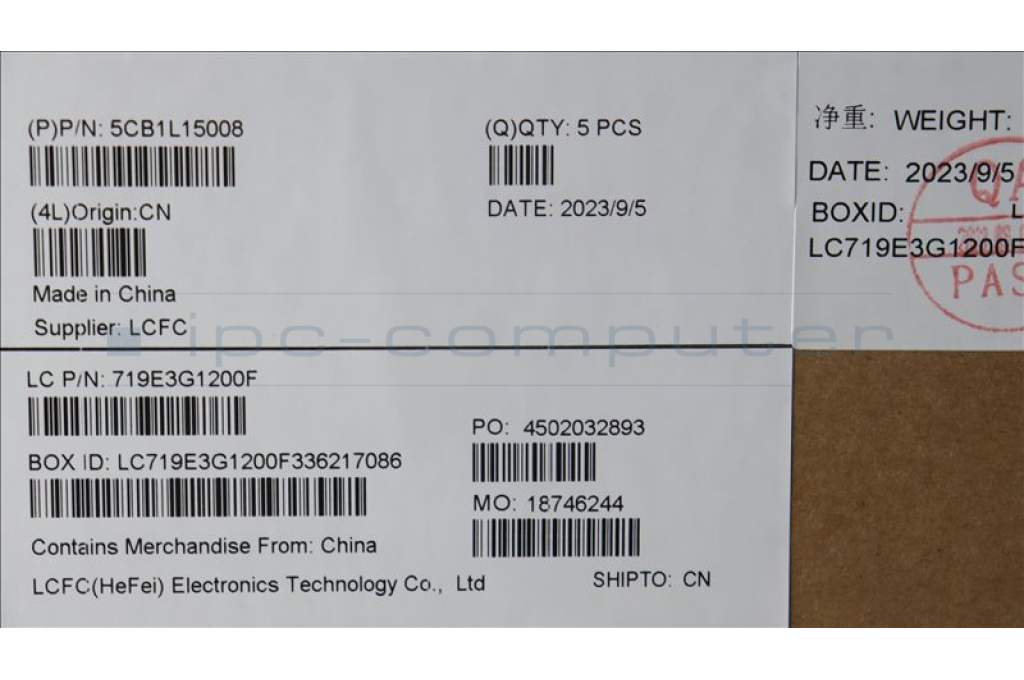 (P)P/N: 5CB1L15008
(Q)QTY: 5 PCS
(4L)Origin:CN
DATE: 2023/9/5
Made in China
Supplier: LCFC
净重: WEIGHT:
DATE: 2023/9/5
BOXID:
LC719E3G1200F
PAS
ipc-computer
LC P/N: 719E3G1200F
PO: 4502032893
BOX ID: LC719E3G1200F336217086
MO: 18746244
Contains Merchandise From: China
LCFC(HeFei) Electronics Technology Co., Ltd
SHIPTO: CN